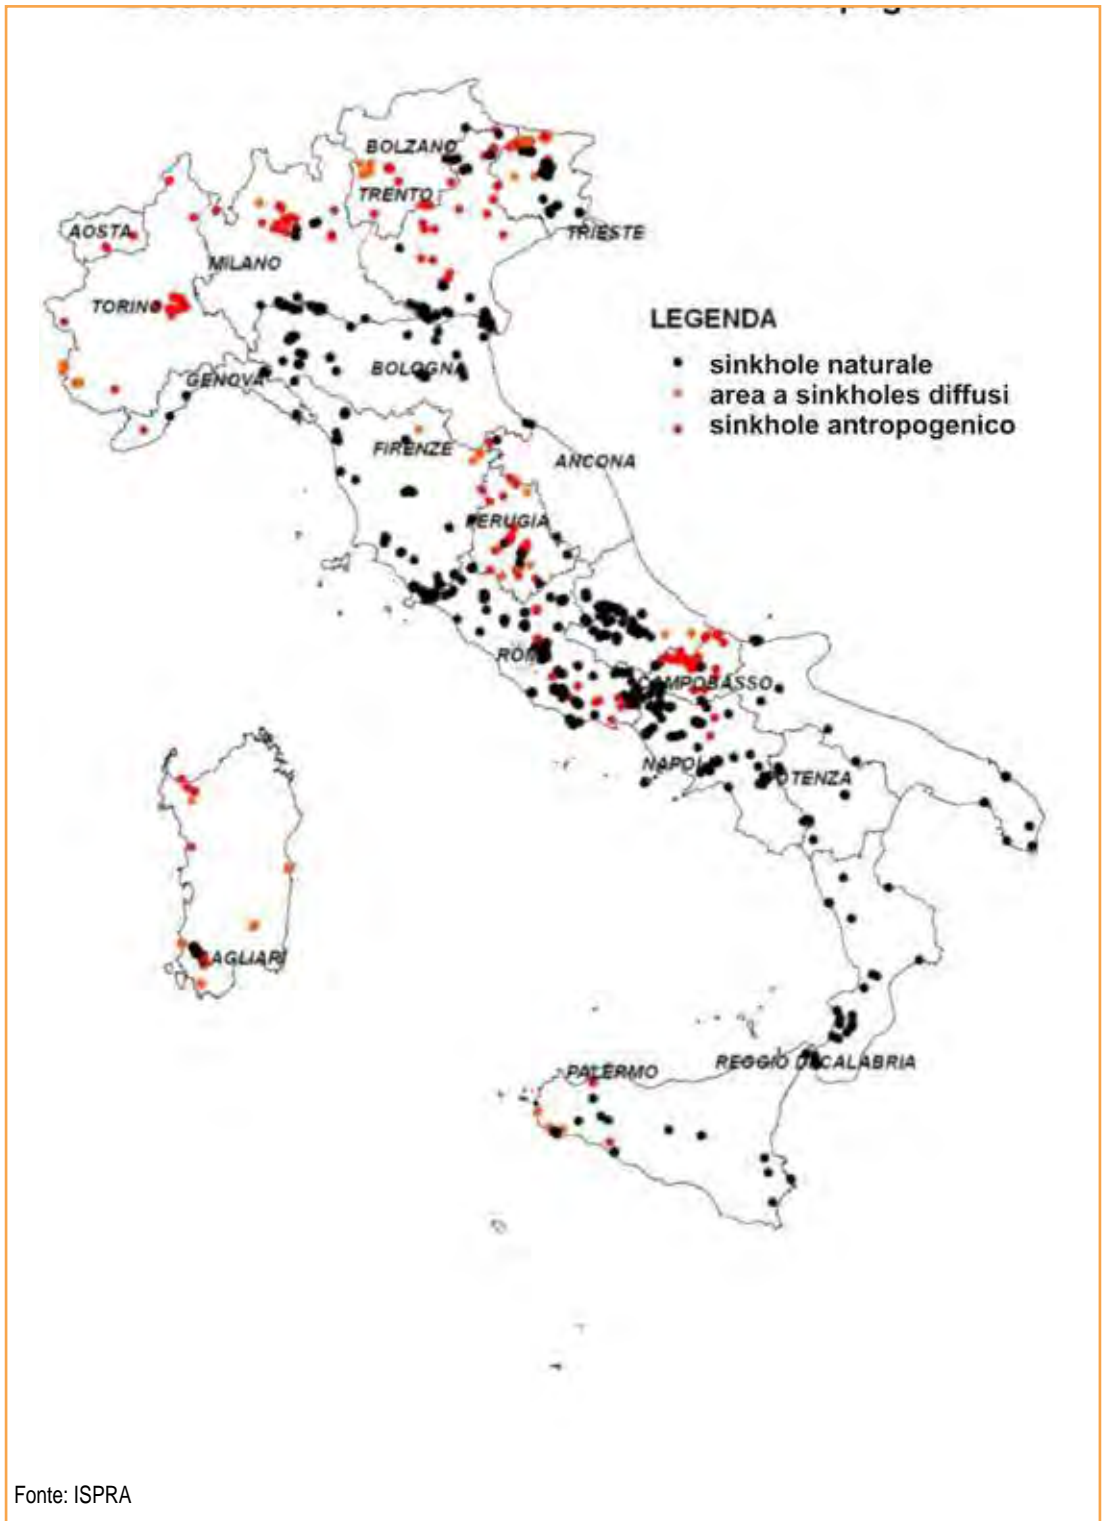 BOLZANO
TRENTO
AOSTA
TRIESTE
MILANO
TORINO
LEGENDA
sinkhole naturale
GENOVA
BOLOGNA
area a sinkholes diffusi
sinkhole antropogenico
FIRENZE
ANCONA
PERUGIA
ROMA
CAMPOBASSO
NAPOLI
POTENZA
CAGLIARI
REGGIO DI CALABRIA
PALERMO
Fonte: ISPRA